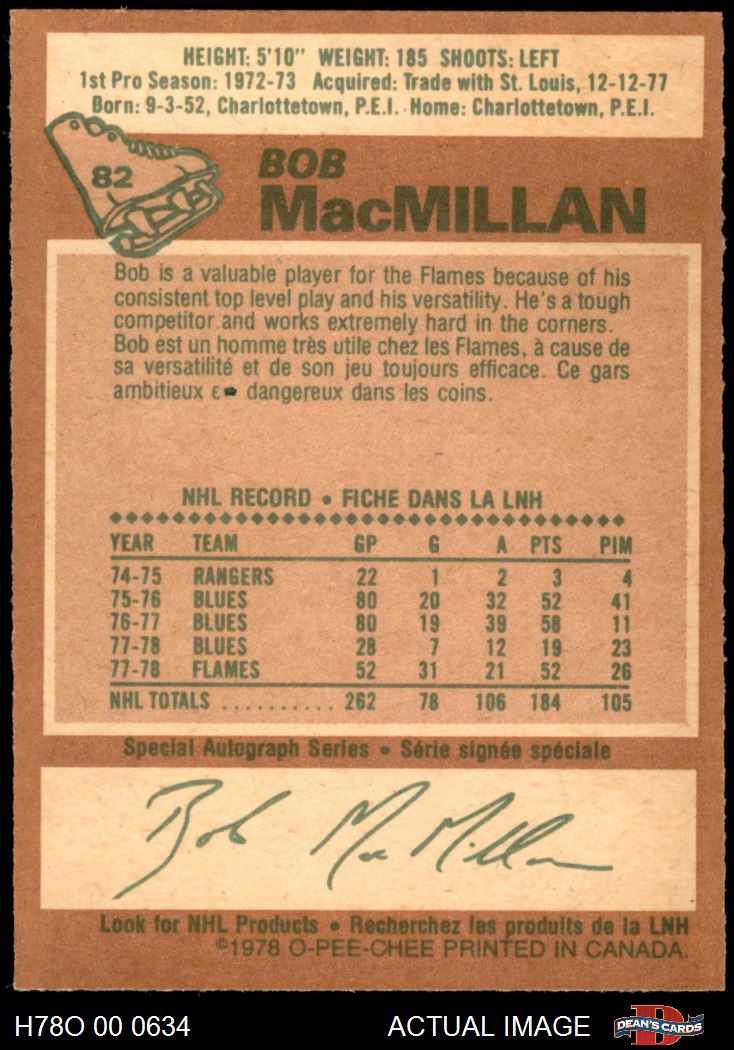 HEIGHT: 5'10" WEIGHT: 185 SHOOTS: LEFT
1st Pro Season: 1972-73 Acquired: Trade with St. Louis, 12-12-77
Born: 9-3-52, Charlottetown, P.E.I. Home: Charlottetown, P.E.I.
82
BOB
MacMILLAN
Bob is a valuable player for the Flames because of his
consistent top level play and his versatility. He's a tough
competitor and works extremely hard in the corners.
Bob est un homme très utile chez les Flames, à cause de
sa versatilité et de son jeu toujours efficace. Ce gars
ambitieux dangereux dans les coins.
NHL RECORD • FICHE DANS LA LNH
YEAR TEAM GP G A PTS PIM
74-75 RANGERS 22 1 2 3 4
75-76 BLUES 80 20 32 52 41
76-77 BLUES 80 19 39 58 11
77-78 BLUES 28 7 12 19 23
77-78 FLAMES 52 31 21 52 26
NHL TOTALS .......... 262 78 106 184 105
Special Autograph Series • Série signée spéciale
Bob MacMillan
Look for NHL Products • Recherchez les produits de la LNH
©1978 O-PEE-CHEE PRINTED IN CANADA.
H78O 00 0634 ACTUAL IMAGE DEAN'S CARDS